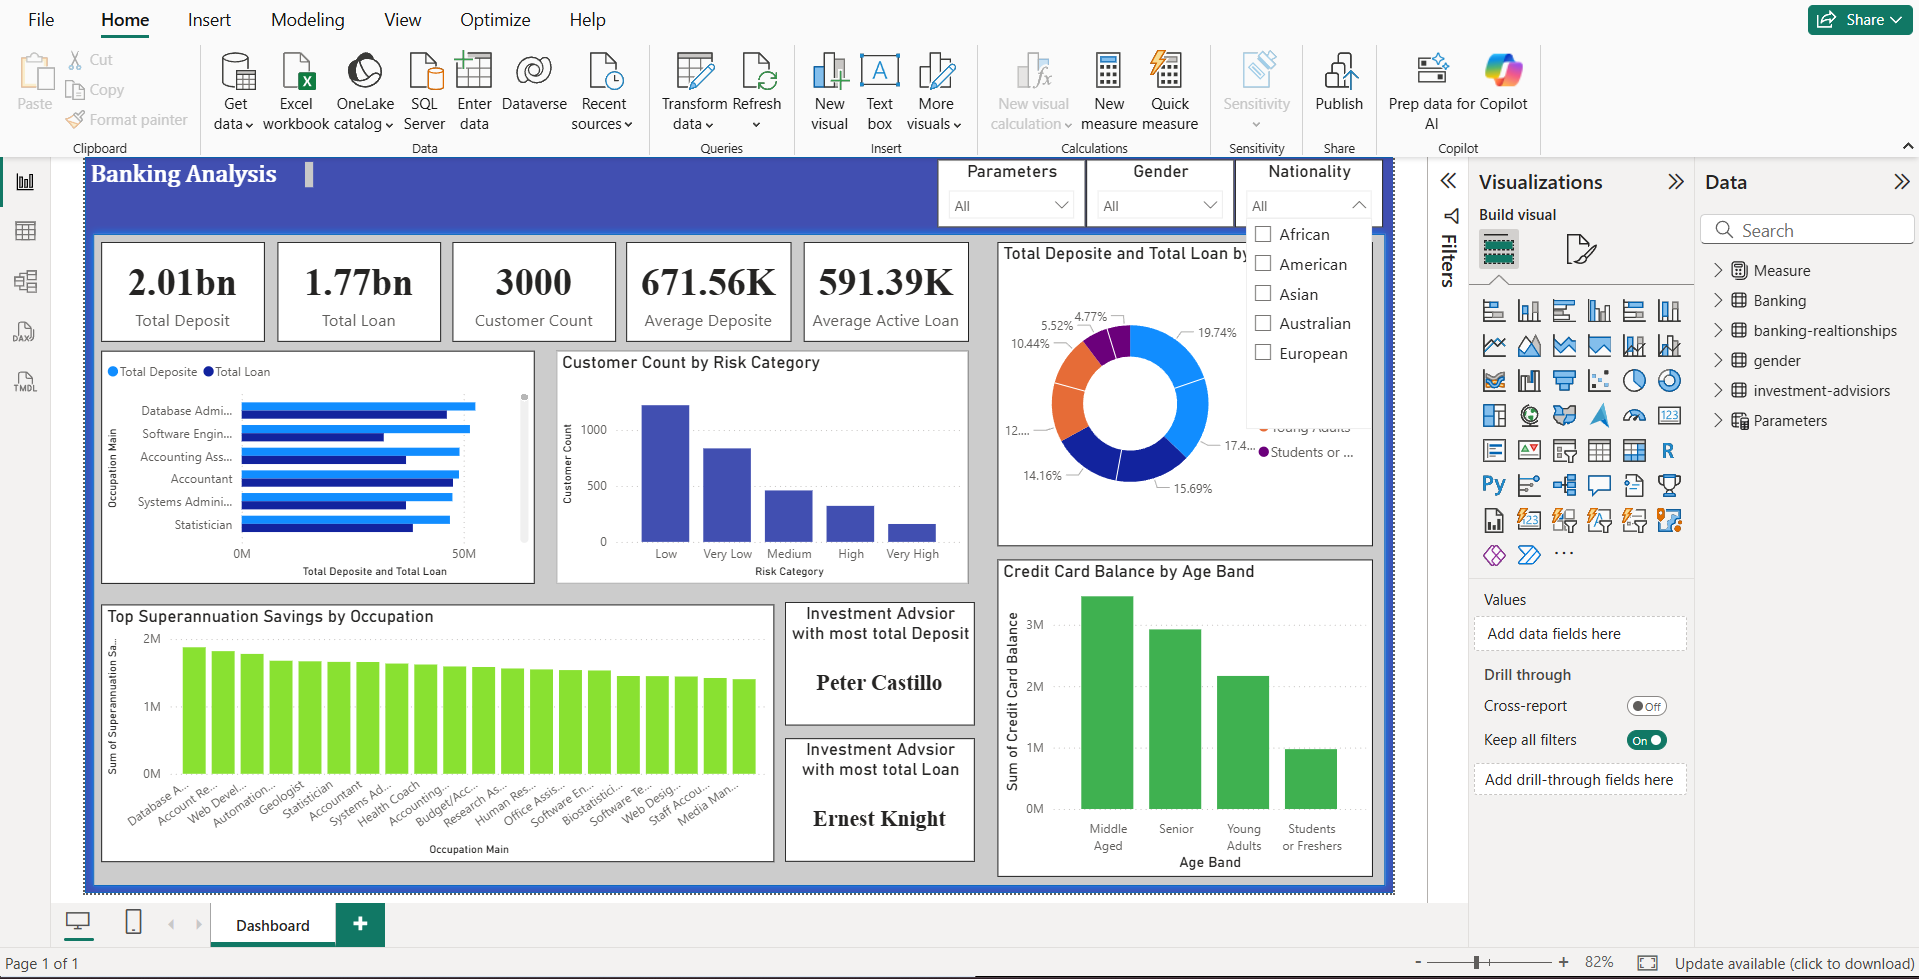 File
Home
Insert
Modeling
View
Optimize
Help
Share
Paste
Cut
Copy
Format painter
Clipboard
Get data
Excel workbook
OneLake catalog
SQL Server
Enter data
Dataverse
Recent sources
Data
Transform data
Refresh
Queries
New visual
Text box
More visuals
Insert
New visual calculation
New measure
Quick measure
Calculations
Sensitivity
Sensitivity
Publish
Share
Prep data for AI
Copilot
Copilot
Banking Analysis
Parameters
All
Gender
All
Nationality
All
African
American
Asian
Australian
European
2.01bn
Total Deposit
1.77bn
Total Loan
3000
Customer Count
671.56K
Average Deposite
591.39K
Average Active Loan
Total Deposite and Total Loan by
19.74%
17.4...
15.69%
14.16%
12....
10.44%
5.52%
4.77%
Young Adults
Students or ...
Total Deposite
Total Loan
Occupation Main
Database Admi...
Software Engin...
Accounting Ass...
Accountant
Systems Admini...
Statistician
0M
50M
Total Deposite and Total Loan
Customer Count by Risk Category
Customer Count
1000
500
0
Low
Very Low
Medium
High
Very High
Risk Category
Top Superannuation Savings by Occupation
Sum of Superannuation Sa...
2M
1M
0M
Database A...
Account Re...
Web Devel...
Automation...
Geologist
Statistician
Accountant
Systems Ad...
Health Coach
Accounting...
Budget/Acc...
Research As...
Human Res...
Office Assis...
Software En...
Biostatistici...
Software Te...
Web Desig...
Staff Accou...
Media Man...
Occupation Main
Investment Advsior
with most total Deposit
Peter Castillo
Investment Advsior
with most total Loan
Ernest Knight
Credit Card Balance by Age Band
Sum of Credit Card Balance
3M
2M
1M
0M
Middle Aged
Senior
Young Adults
Students or Freshers
Age Band
Filters
Visualizations
Build visual
123
R
Py
123
Values
Add data fields here
Drill through
Cross-report
Off
Keep all filters
On
Add drill-through fields here
Data
Search
Measure
Banking
banking-realtionships
gender
investment-advisiors
Parameters
DAX
TMDL
Dashboard
Page 1 of 1
- + 82%
Update available (click to download)